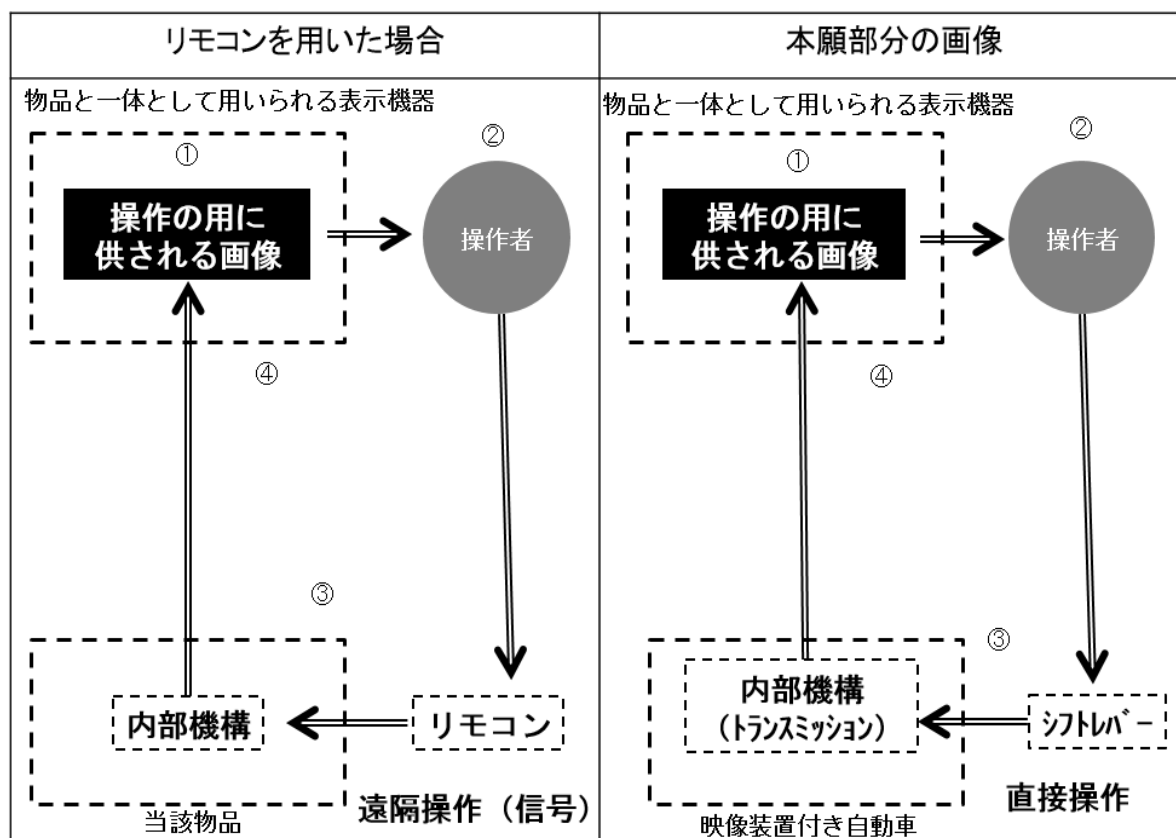 リモコンを用いた場合
物品と一体として用いられる表示機器
①
②
操作の用に
供される画像
操作者
④
③
内部機構
リモコン
遠隔操作（信号）
当該物品
本願部分の画像
物品と一体として用いられる表示機器
①
②
操作の用に
供される画像
操作者
④
③
内部機構
（トランスミッション）
シフトレバー
直接操作
映像装置付き自動車